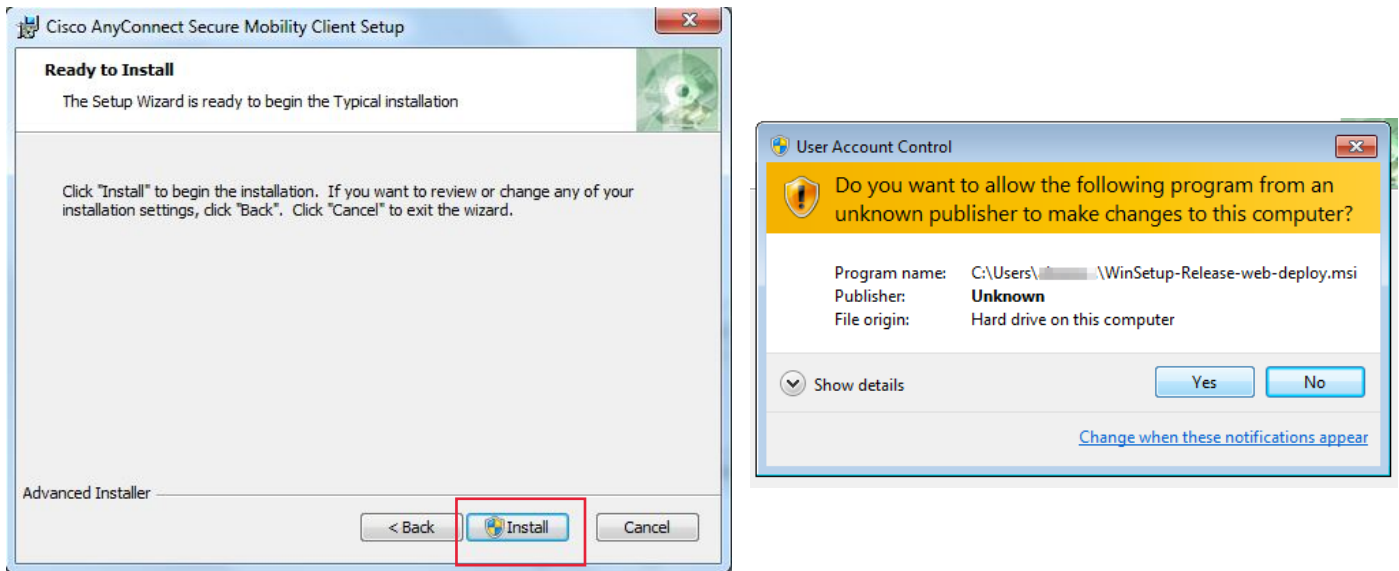 Cisco AnyConnect Secure Mobility Client Setup
Ready to Install
The Setup Wizard is ready to begin the Typical installation
Click "Install" to begin the installation. If you want to review or change any of your
installation settings, click "Back". Click "Cancel" to exit the wizard.
Advanced Installer
< Back Install Cancel
User Account Control
Do you want to allow the following program from an
unknown publisher to make changes to this computer?
Program name: C:\Users\ \WinSetup-Release-web-deploy.msi
Publisher: Unknown
File origin: Hard drive on this computer
Show details Yes No
Change when these notifications appear